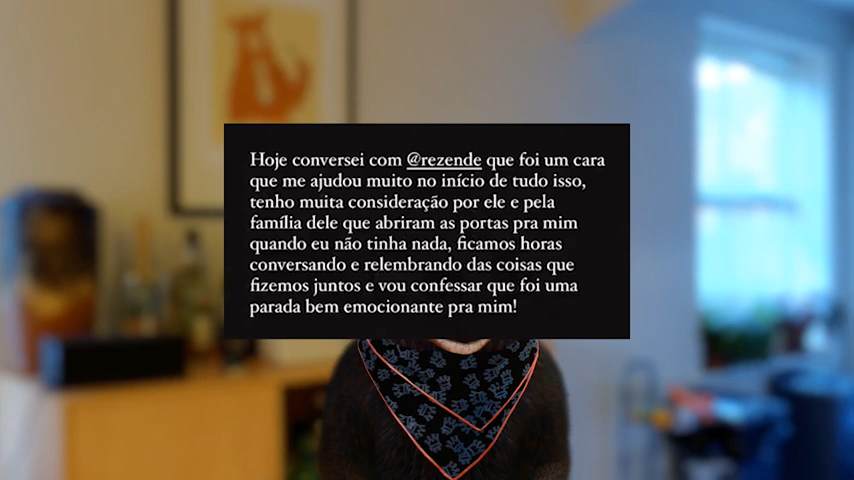 Hoje conversei com @rezende que foi um cara
que me ajudou muito no início de tudo isso,
tenho muita consideração por ele e pela
família dele que abriram as portas pra mim
quando eu não tinha nada, ficamos horas
conversando e relembrando das coisas que
fizemos juntos e vou confessar que foi uma
parada bem emocionante pra mim!